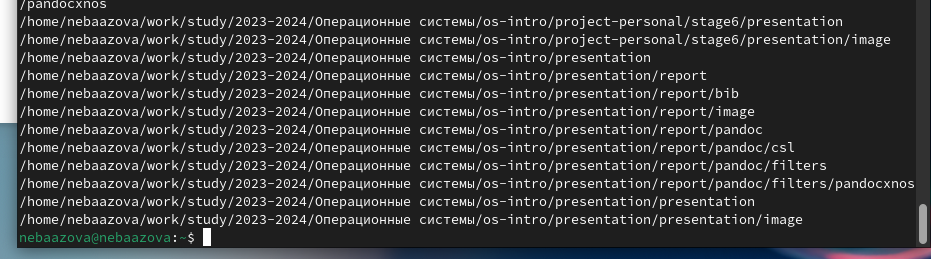 /pandocxnos
/home/nebaazova/work/study/2023-2024/Операционные системы/os-intro/project-personal/stage6/presentation
/home/nebaazova/work/study/2023-2024/Операционные системы/os-intro/project-personal/stage6/presentation/image
/home/nebaazova/work/study/2023-2024/Операционные системы/os-intro/presentation
/home/nebaazova/work/study/2023-2024/Операционные системы/os-intro/presentation/report
/home/nebaazova/work/study/2023-2024/Операционные системы/os-intro/presentation/report/bib
/home/nebaazova/work/study/2023-2024/Операционные системы/os-intro/presentation/report/image
/home/nebaazova/work/study/2023-2024/Операционные системы/os-intro/presentation/report/pandoc
/home/nebaazova/work/study/2023-2024/Операционные системы/os-intro/presentation/report/pandoc/csl
/home/nebaazova/work/study/2023-2024/Операционные системы/os-intro/presentation/report/pandoc/filters
/home/nebaazova/work/study/2023-2024/Операционные системы/os-intro/presentation/report/pandoc/filters/pandocxnos
/home/nebaazova/work/study/2023-2024/Операционные системы/os-intro/presentation/presentation
/home/nebaazova/work/study/2023-2024/Операционные системы/os-intro/presentation/presentation/image
nebaazova@nebaazova:~$